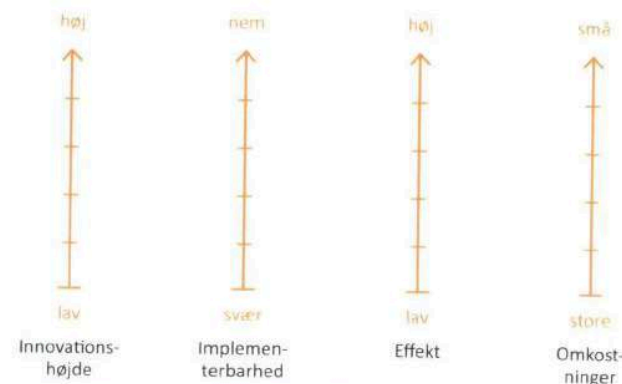 høj
nem
høj
små
lav
svær
lav
store
Innovations-
højde
Implemen-
terbarhed
Effekt
Omkost-
ninger